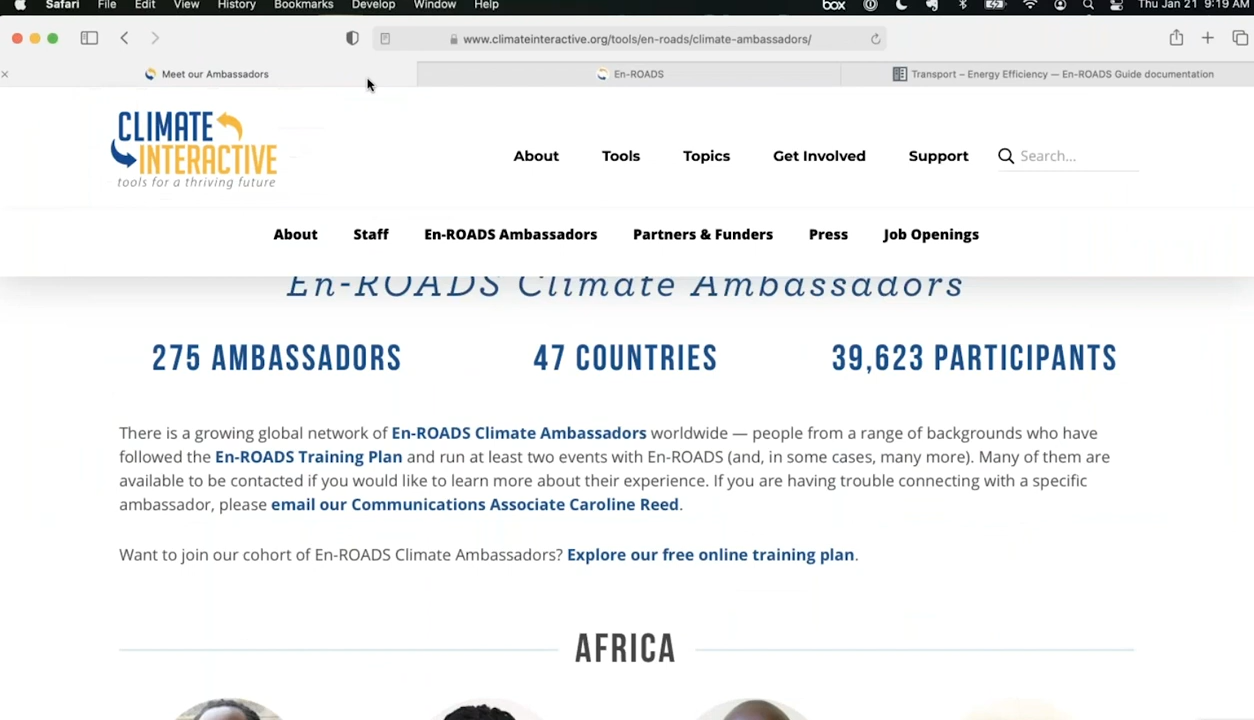 Safari File Edit View History Bookmarks Develop Window Help box Thu Jan 21 9:19 AM
www.climateinteractive.org/tools/en-roads/climate-ambassadors/
Meet our Ambassadors En-ROADS Transport – Energy Efficiency — En-ROADS Guide documentation
CLIMATE
INTERACTIVE
tools for a thriving future
About Tools Topics Get Involved Support Search...
About Staff En-ROADS Ambassadors Partners & Funders Press Job Openings
En-ROADS Climate Ambassadors
275 AMBASSADORS 47 COUNTRIES 39,623 PARTICIPANTS
There is a growing global network of En-ROADS Climate Ambassadors worldwide — people from a range of backgrounds who have
followed the En-ROADS Training Plan and run at least two events with En-ROADS (and, in some cases, many more). Many of them are
available to be contacted if you would like to learn more about their experience. If you are having trouble connecting with a specific
ambassador, please email our Communications Associate Caroline Reed.
Want to join our cohort of En-ROADS Climate Ambassadors? Explore our free online training plan.
AFRICA